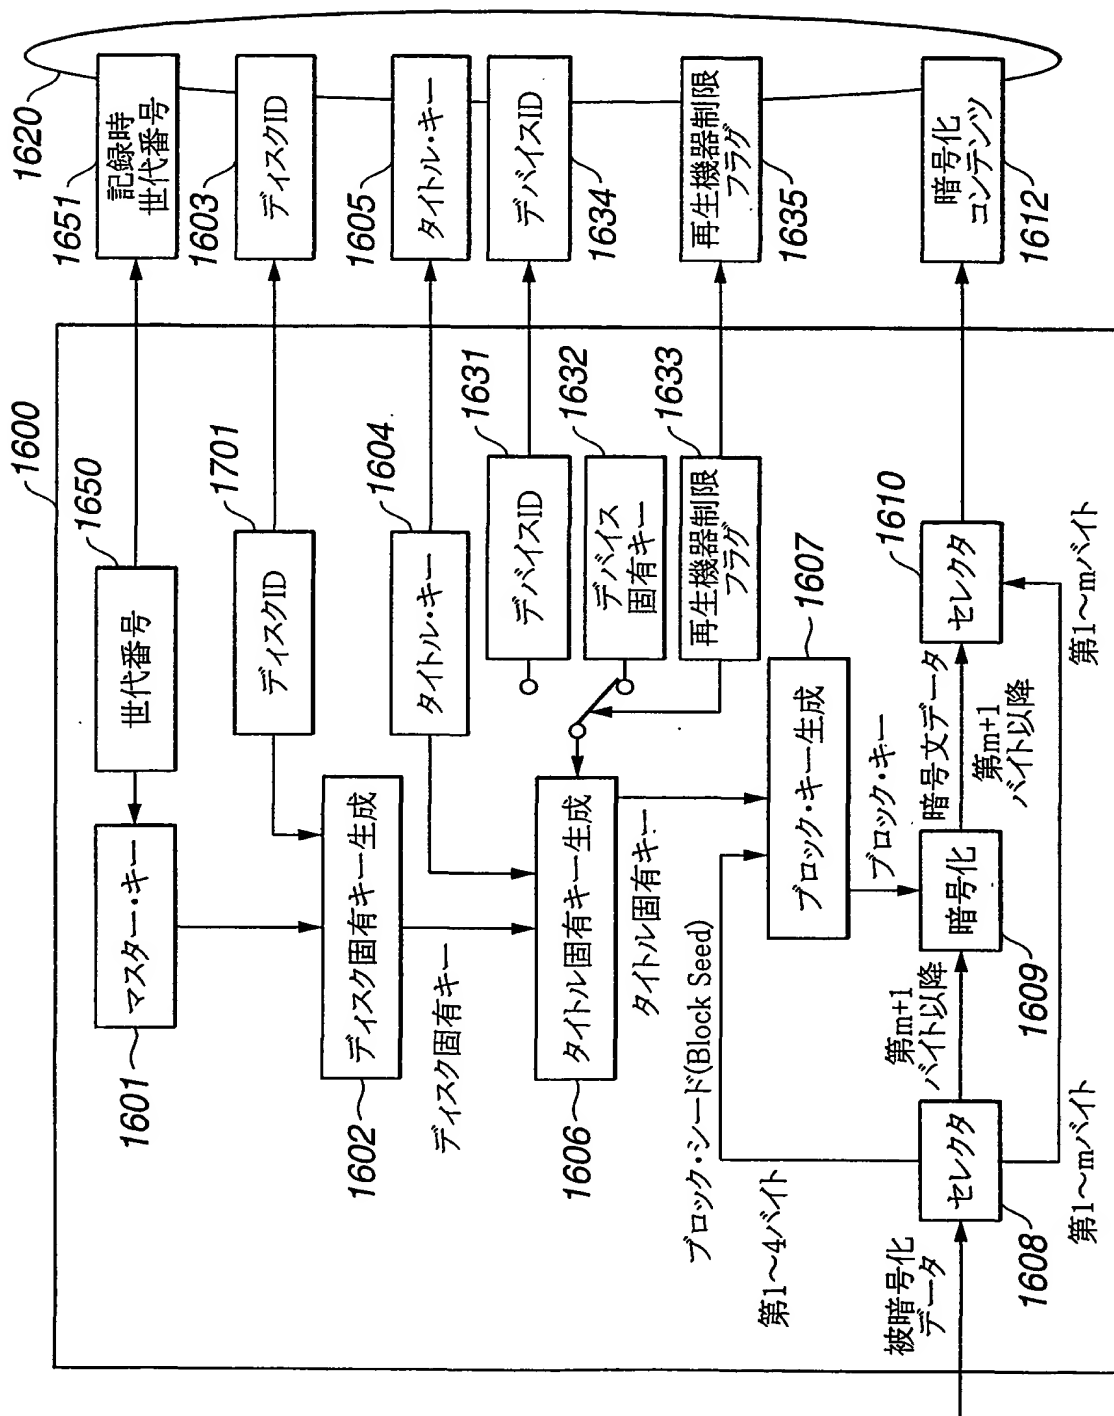 1600
1650
世代番号
マスター・キー
1601
1651
記録時
世代番号
1620
1701
ディスクID
1603
ディスクID
ディスク固有キー生成
1602
ディスク固有キー
1604
タイトル・キー
1605
タイトル・キー
タイトル固有キー生成
1606
タイトル固有キー
1631
デバイスID
デバイスID
1634
1632
デバイス
固有キー
1633
再生機器制限
フラグ
再生機器制限
フラグ
1635
ブロック・シード(Block Seed)
第1～4バイト
1607
ブロック・キー生成
ブロック・キー
被暗号化
データ
セレクタ
1608
第m+1
バイト以降
暗号化
1609
暗号文データ
第m+1
バイト以降
セレクタ
1610
暗号化
コンテンツ
1612
第1～mバイト
第1～mバイト